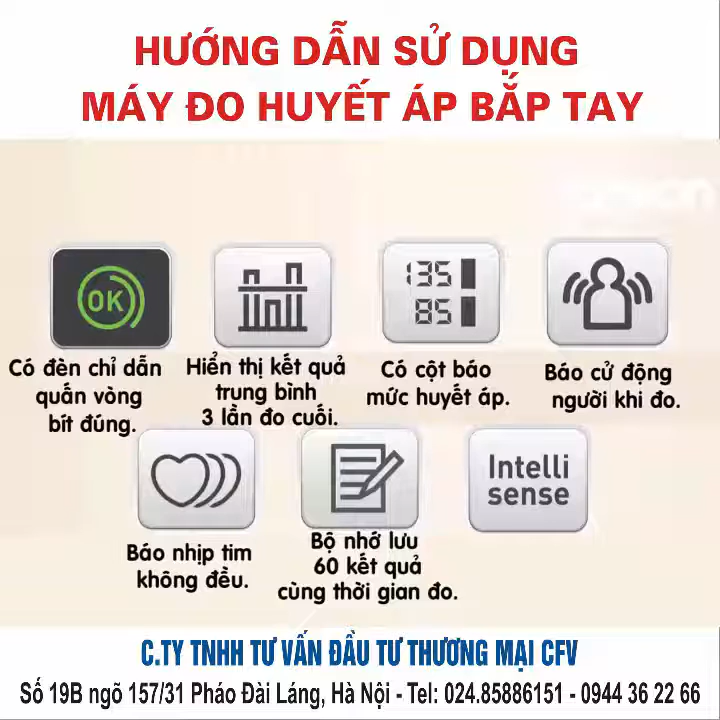 HƯỚNG DẪN SỬ DỤNG
MÁY ĐO HUYẾT ÁP BẮP TAY
OK
135
85
Có đèn chỉ dẫn
quấn vòng
bít đúng.
Hiển thị kết quả
trung bình
3 lần đo cuối.
Có cột báo
mức huyết áp.
Báo cử động
người khi đo.
Intelli
sense
Báo nhịp tim
không đều.
Bộ nhớ lưu
60 kết quả
cùng thời gian đo.
C.TY TNHH TƯ VẤN ĐẦU TƯ THƯƠNG MẠI CFV
Số 19B ngõ 157/31 Pháo Đài Láng, Hà Nội - Tel: 024.85886151 - 0944 36 22 66